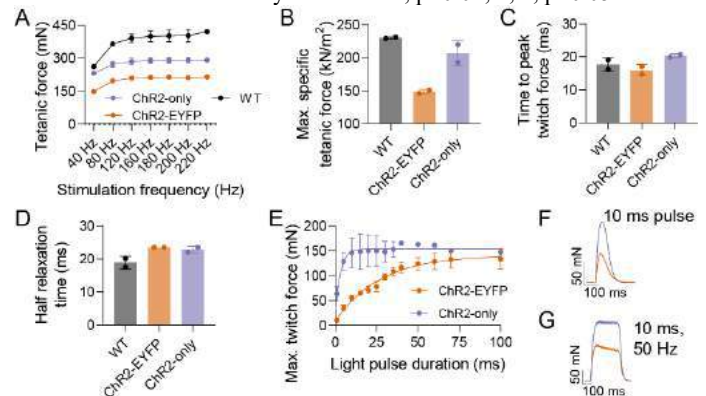 A
Tetanic force (mN)
450
300
150
0
ChR2-only
WT
ChR2-EYFP
40 Hz
80 Hz
120 Hz
160 Hz
180 Hz
200 Hz
220 Hz
Stimulation frequency (Hz)
B
Max. specific
tetanic force (kN/m²)
250
200
150
100
WT
ChR2-EYFP
ChR2-only
C
Time to peak
twitch force (ms)
30
20
10
0
WT
ChR2-EYFP
ChR2-only
D
Half relaxation
time (ms)
30
20
10
0
WT
ChR2-EYFP
ChR2-only
E
Max. twitch force (mN)
200
150
100
50
0
0
25
50
75
100
ChR2-EYFP
ChR2-only
Light pulse duration (ms)
F
10 ms pulse
50 mN
100 ms
G
10 ms,
50 Hz
50 mN
100 ms